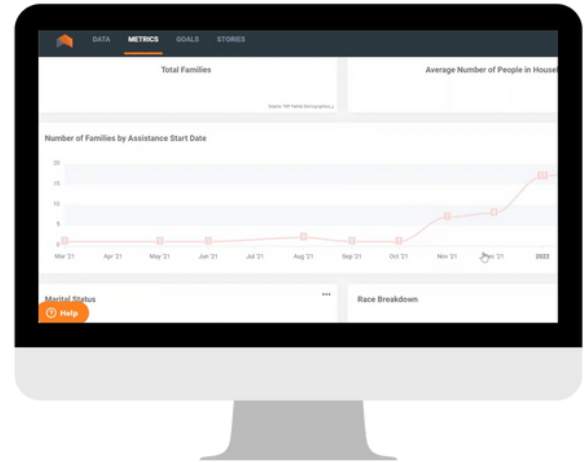 DATA METRICS GOALS STORIES
Total Families
Average Number of People in Househ
Number of Families by Assistance Start Date
20
15
10
5
0
Mar '21 Apr '21 May '21 Jun '21 Jul '21 Aug '21 Sep '21 Oct '21 Nov '21 Dec '21 2022
Marital Status
Race Breakdown
Help